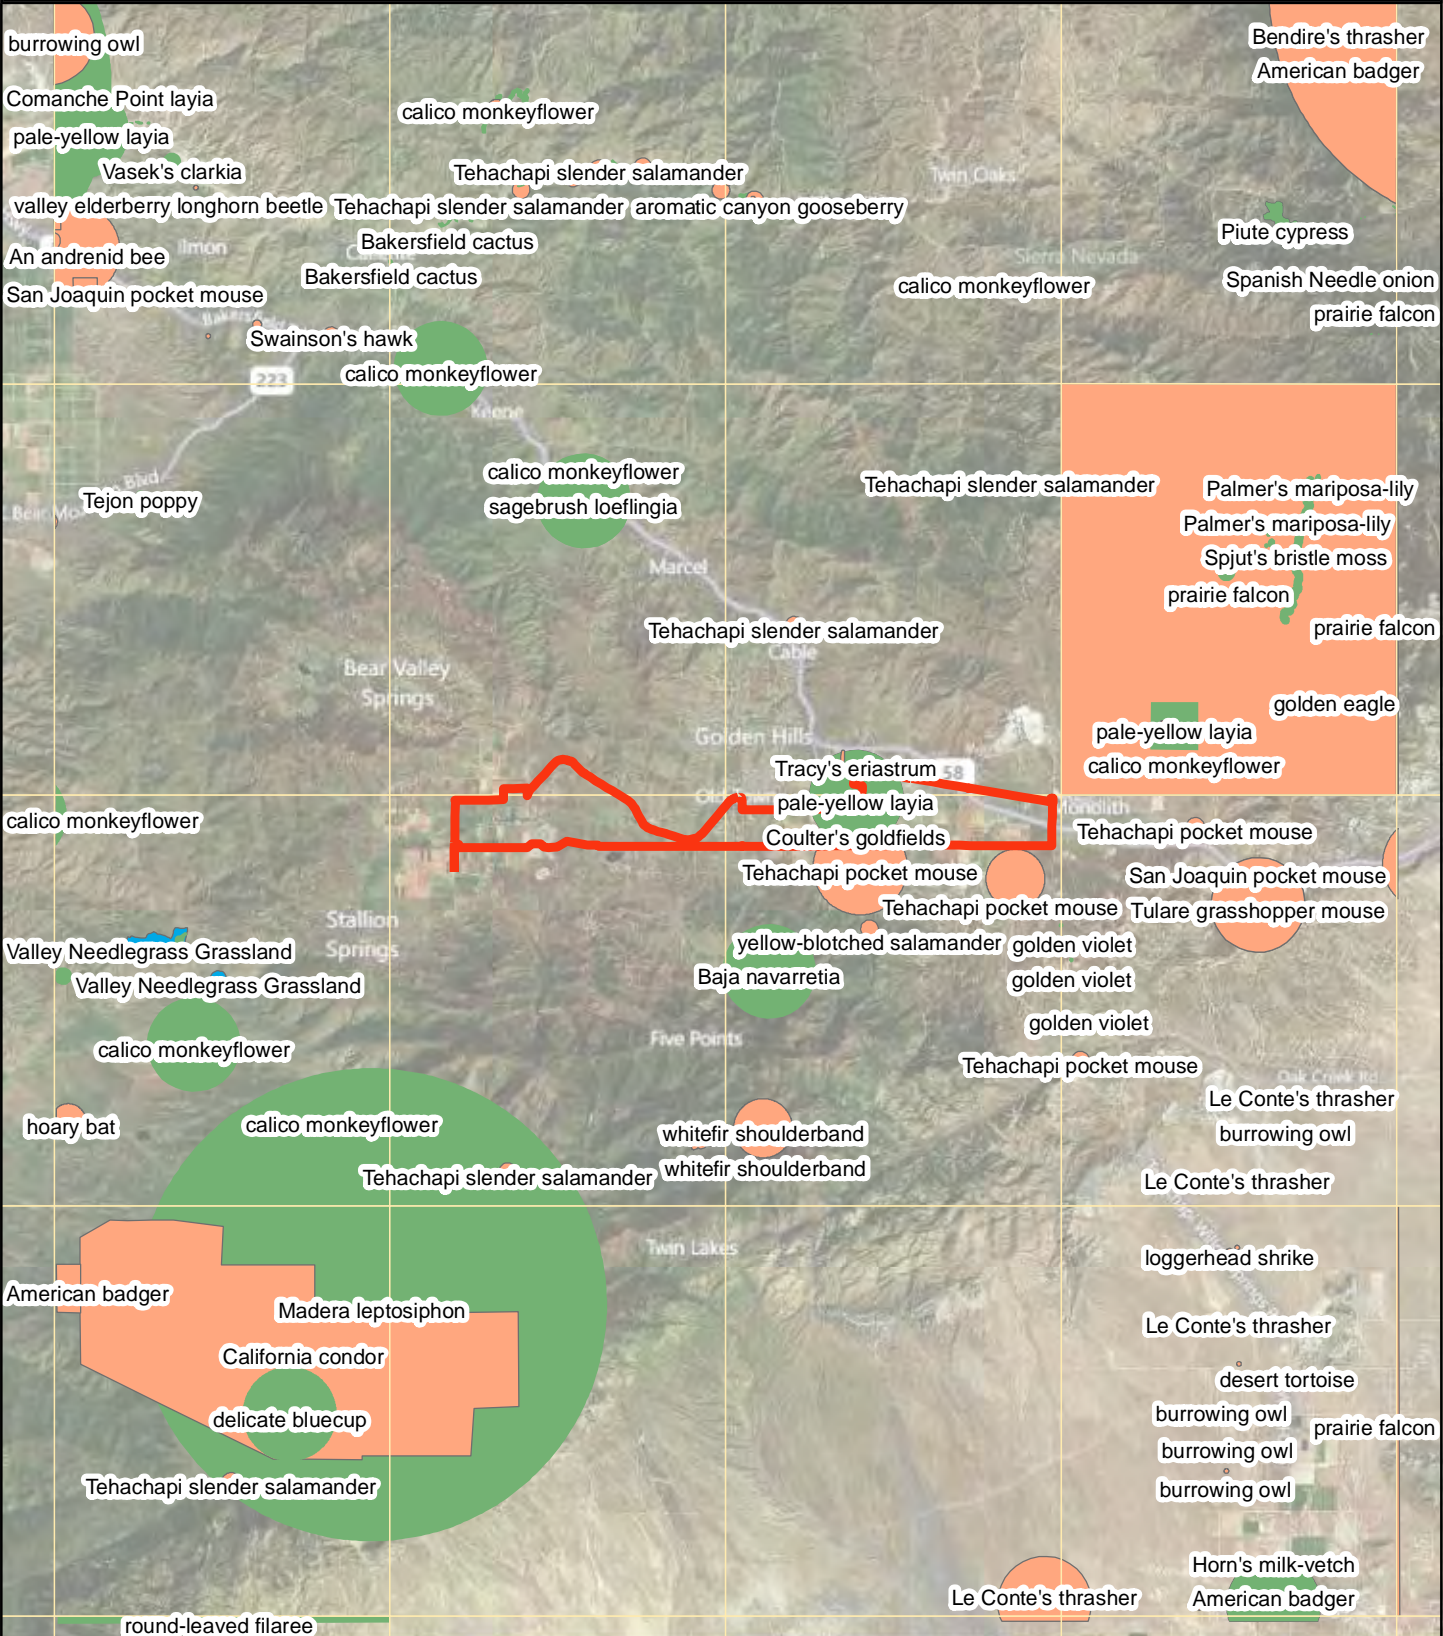 burrowing owl
Bendire's thrasher
American badger
Comanche Point layia
calico monkeyflower
pale-yellow layia
Vasek's clarkia
Tehachapi slender salamander
Twin Oaks
valley elderberry longhorn beetle
Tehachapi slender salamander
aromatic canyon gooseberry
Piute cypress
Bakersfield cactus
An andrenid bee
Sierra Nevada
Bakersfield cactus
calico monkeyflower
Spanish Needle onion
San Joaquin pocket mouse
prairie falcon
Swainson's hawk
calico monkeyflower
223
Keene
calico monkeyflower
Tehachapi slender salamander
Palmer's mariposa-lily
Tejon poppy
sagebrush loeflingia
Palmer's mariposa-lily
Spjut's bristle moss
Marcel
prairie falcon
Tehachapi slender salamander
prairie falcon
Cable
Bear Valley
Springs
golden eagle
Golden Hills
pale-yellow layia
Tracy's eriastrum
58
calico monkeyflower
pale-yellow layia
Monolith
calico monkeyflower
Tehachapi pocket mouse
Coulter's goldfields
Tehachapi pocket mouse
San Joaquin pocket mouse
Tehachapi pocket mouse
Tulare grasshopper mouse
Stallion
Springs
Valley Needlegrass Grassland
yellow-blotched salamander
golden violet
Baja navarretia
golden violet
Valley Needlegrass Grassland
golden violet
Five Points
calico monkeyflower
Tehachapi pocket mouse
Oak Creek Rd
Le Conte's thrasher
hoary bat
calico monkeyflower
whitefir shoulderband
burrowing owl
whitefir shoulderband
Tehachapi slender salamander
Le Conte's thrasher
Twin Lakes
loggerhead shrike
American badger
Madera leptosiphon
Le Conte's thrasher
California condor
desert tortoise
delicate bluecup
burrowing owl
prairie falcon
burrowing owl
Tehachapi slender salamander
burrowing owl
Horn's milk-vetch
Le Conte's thrasher
American badger
round-leaved filaree